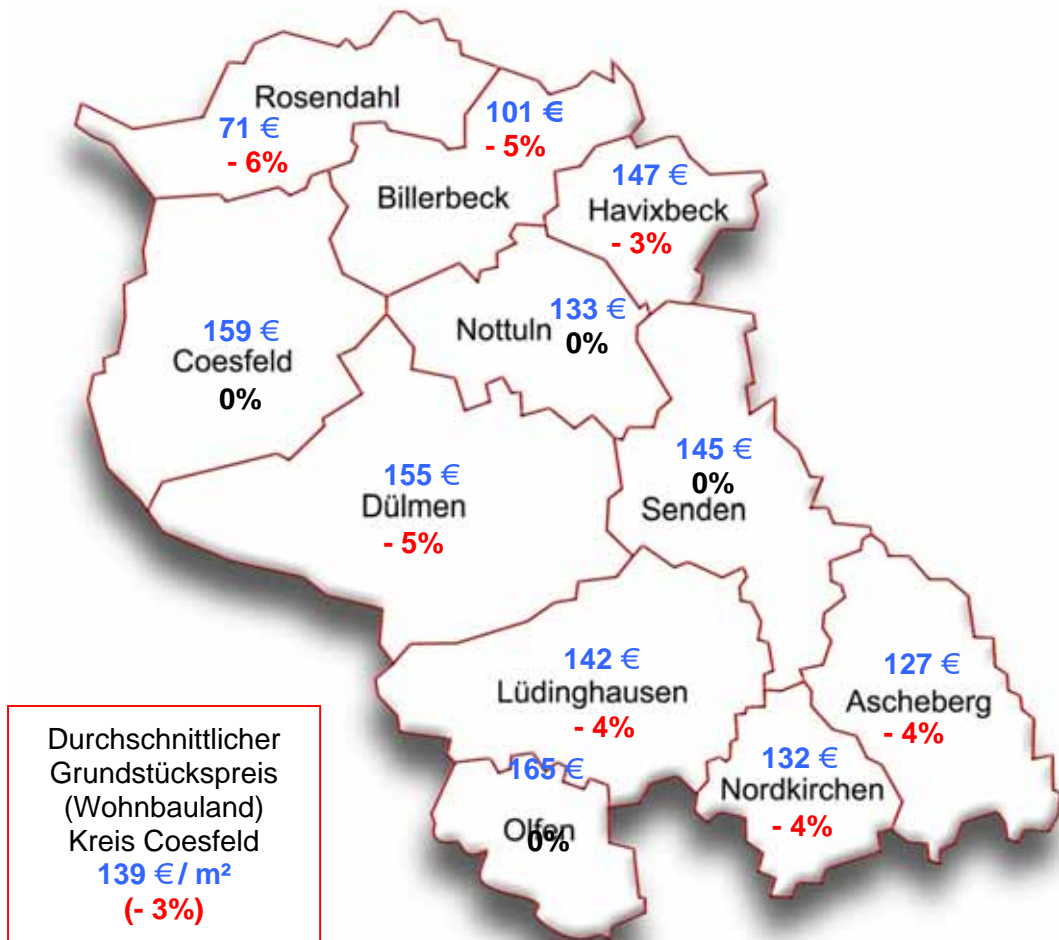 Rosendahl
71 €
- 6%
101 €
- 5%
Billerbeck
147 €
Havixbeck
- 3%
159 €
Coesfeld
0%
Nottuln
133 €
0%
155 €
Dülmen
- 5%
145 €
0%
Senden
142 €
Lüdinghausen
- 4%
127 €
Ascheberg
- 4%
132 €
Nordkirchen
- 4%
165 €
Olfen
0%
Durchschnittlicher
Grundstückspreis
(Wohnbauland)
Kreis Coesfeld
139 € / m²
(- 3%)